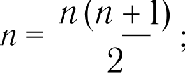 n = n (n + 1) / 2 ;